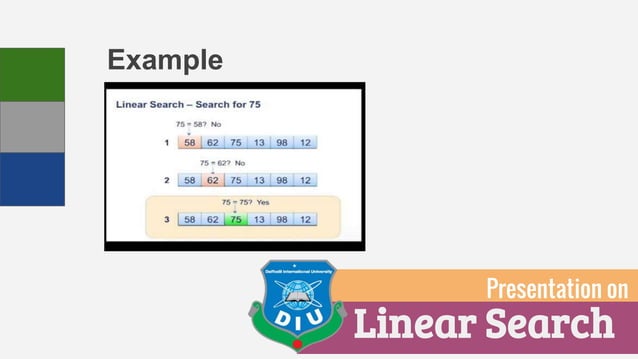 Example
Linear Search – Search for 75
75 = 58? No
1 58 62 75 13 98 12
75 = 62? No
2 58 62 75 13 98 12
75 = 75? Yes
3 58 62 75 13 98 12
Daffodil International University
DIU
Presentation on
Linear Search